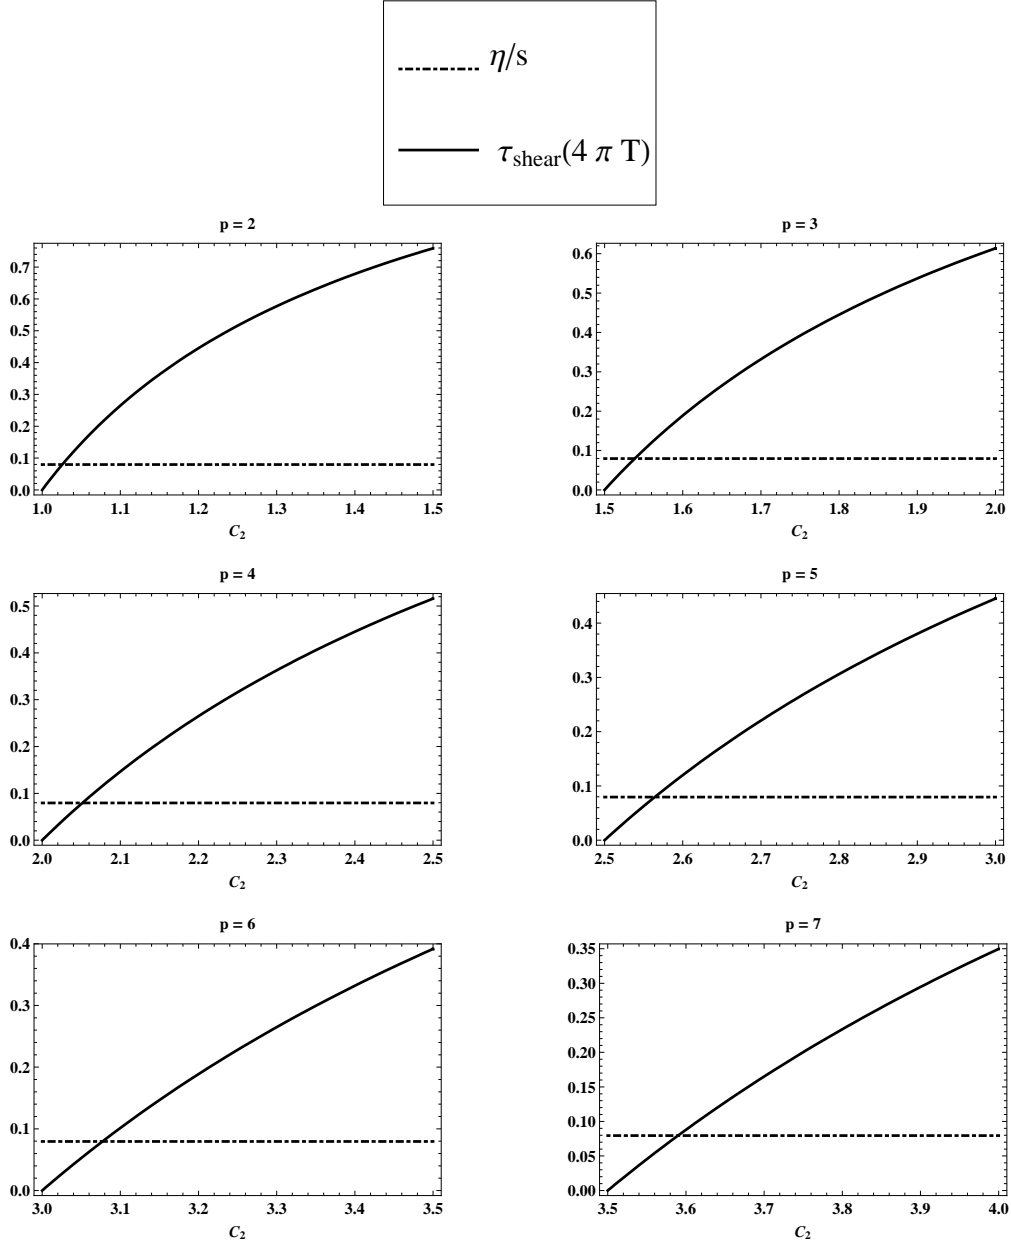 η/s
τshear(4 π T)
p = 2
0.7
0.6
0.5
0.4
0.3
0.2
0.1
0.0
1.0 1.1 1.2 1.3 1.4 1.5
C2
p = 3
0.6
0.5
0.4
0.3
0.2
0.1
0.0
1.5 1.6 1.7 1.8 1.9 2.0
C2
p = 4
0.5
0.4
0.3
0.2
0.1
0.0
2.0 2.1 2.2 2.3 2.4 2.5
C2
p = 5
0.4
0.3
0.2
0.1
0.0
2.5 2.6 2.7 2.8 2.9 3.0
C2
p = 6
0.4
0.3
0.2
0.1
0.0
3.0 3.1 3.2 3.3 3.4 3.5
C2
p = 7
0.35
0.30
0.25
0.20
0.15
0.10
0.05
0.00
3.5 3.6 3.7 3.8 3.9 4.0
C2